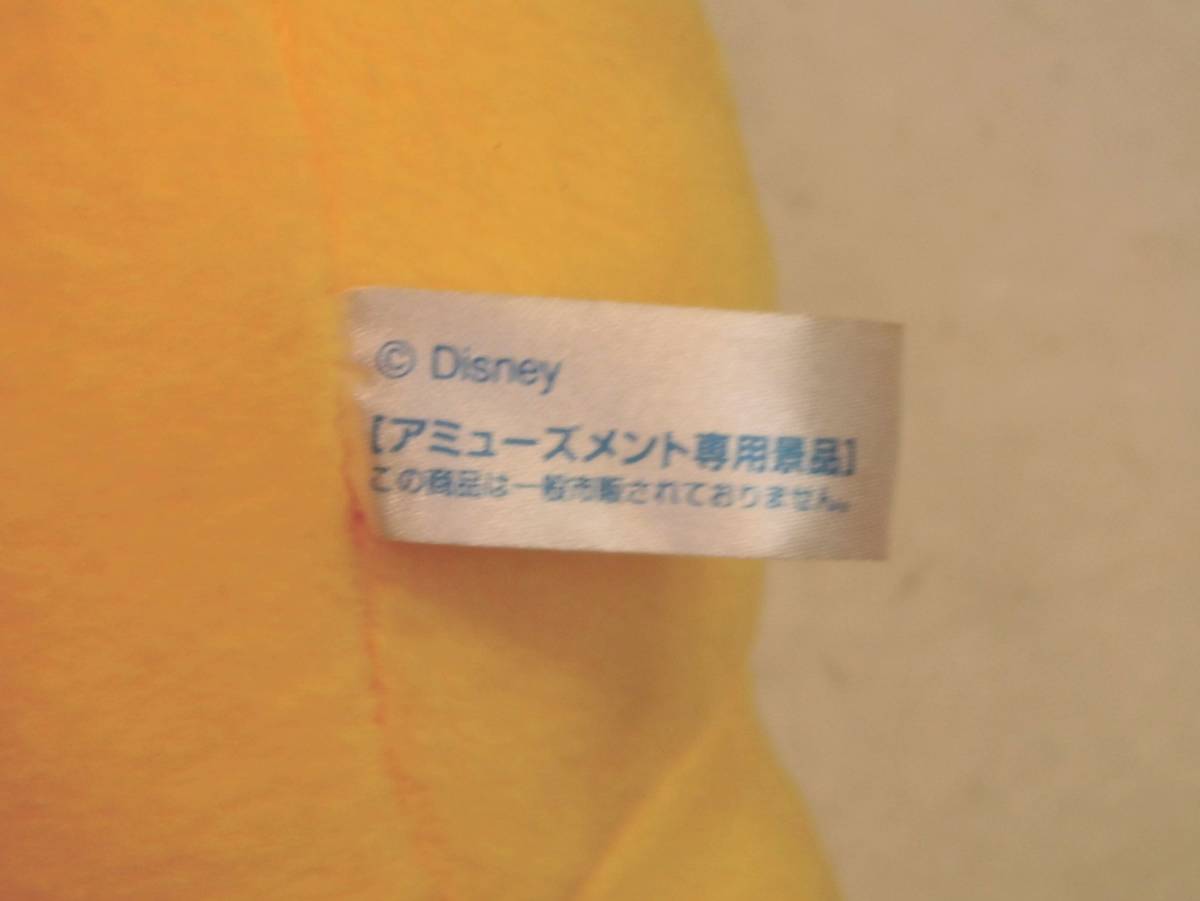 © Disney
【アミューズメント専用景品】
この商品は一般市販されておりません。